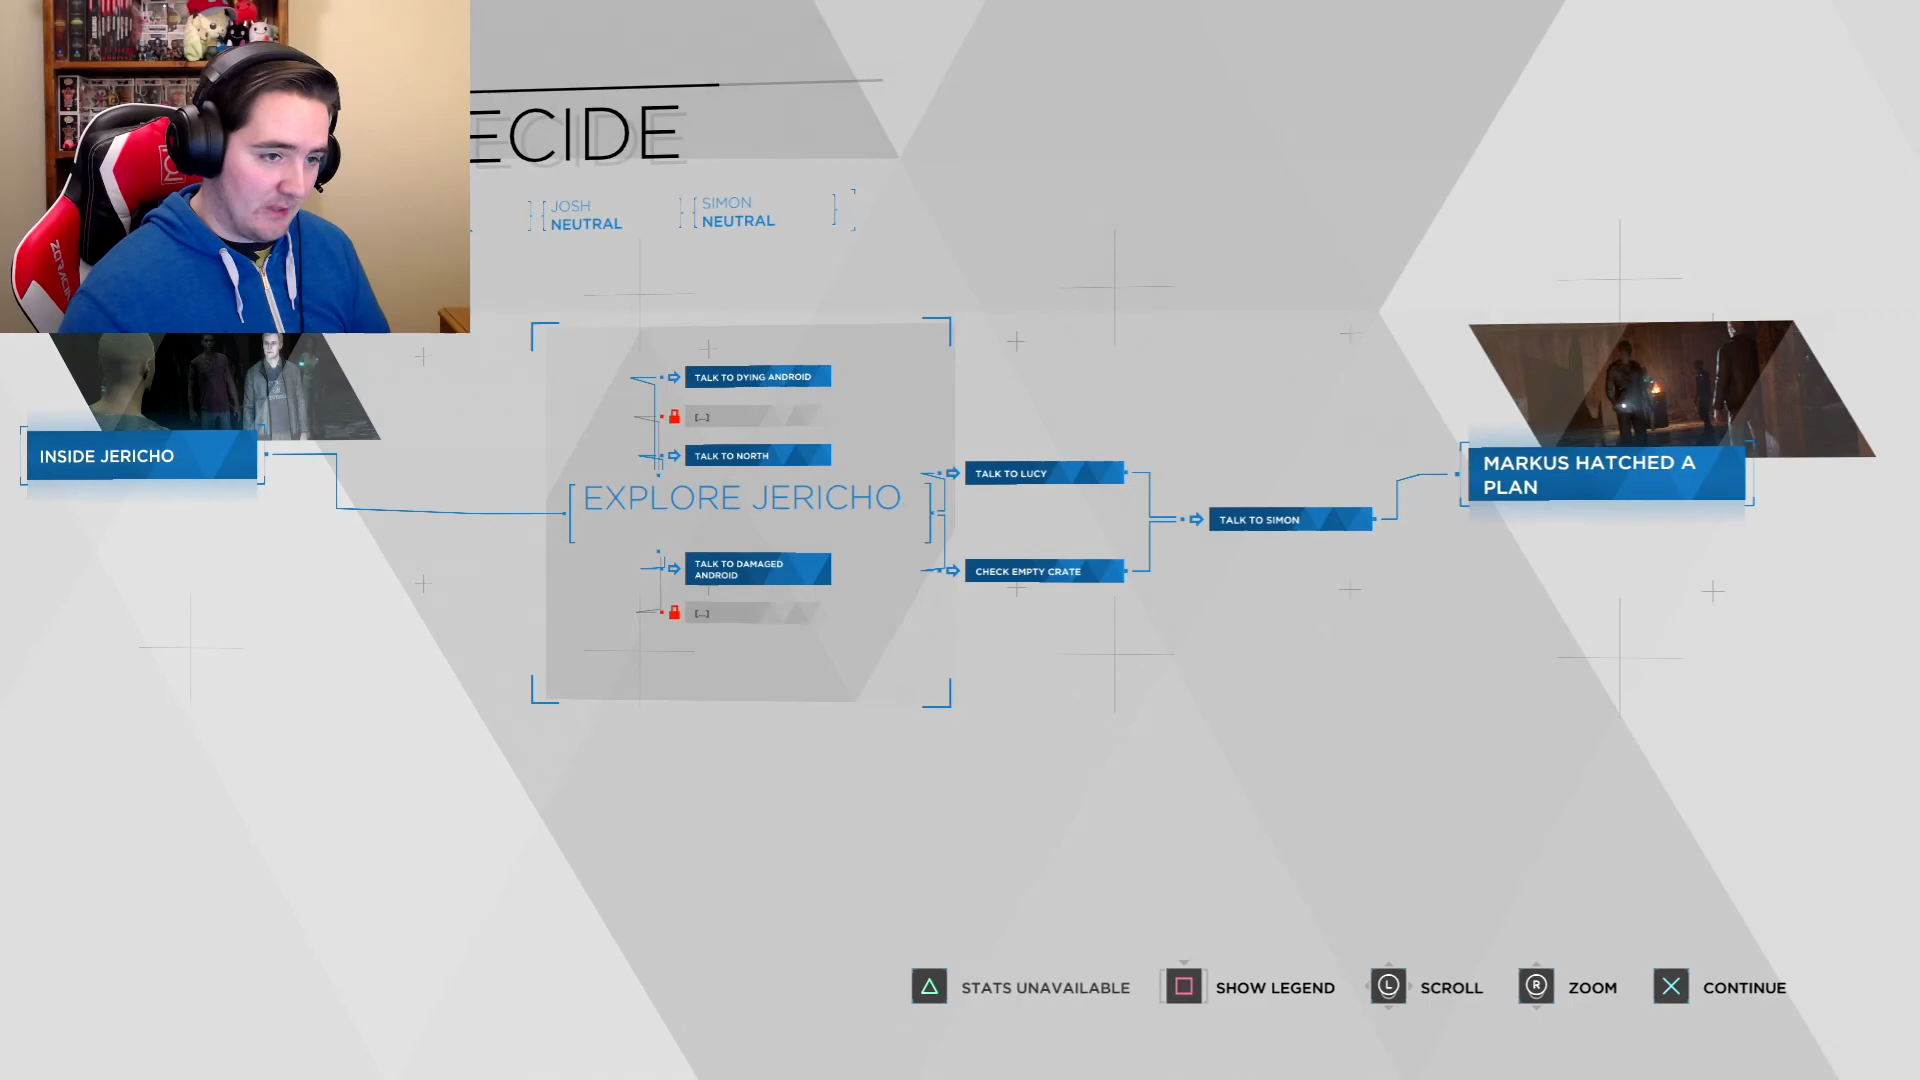 ECIDE
JOSH
NEUTRAL
SIMON
NEUTRAL
TALK TO DYING ANDROID
[...]
TALK TO NORTH
INSIDE JERICHO
EXPLORE JERICHO
TALK TO LUCY
MARKUS HATCHED A
PLAN
TALK TO SIMON
TALK TO DAMAGED
ANDROID
CHECK EMPTY CRATE
[...]
STATS UNAVAILABLE
SHOW LEGEND
L
SCROLL
R
ZOOM
CONTINUE